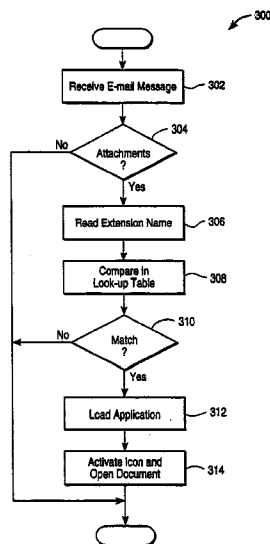 300
Receive E-mail Message
302
304
No
Attachments
?
Yes
Read Extension Name
306
Compare in
Look-up Table
308
310
No
Match
?
Yes
Load Application
312
Activate Icon and
Open Document
314